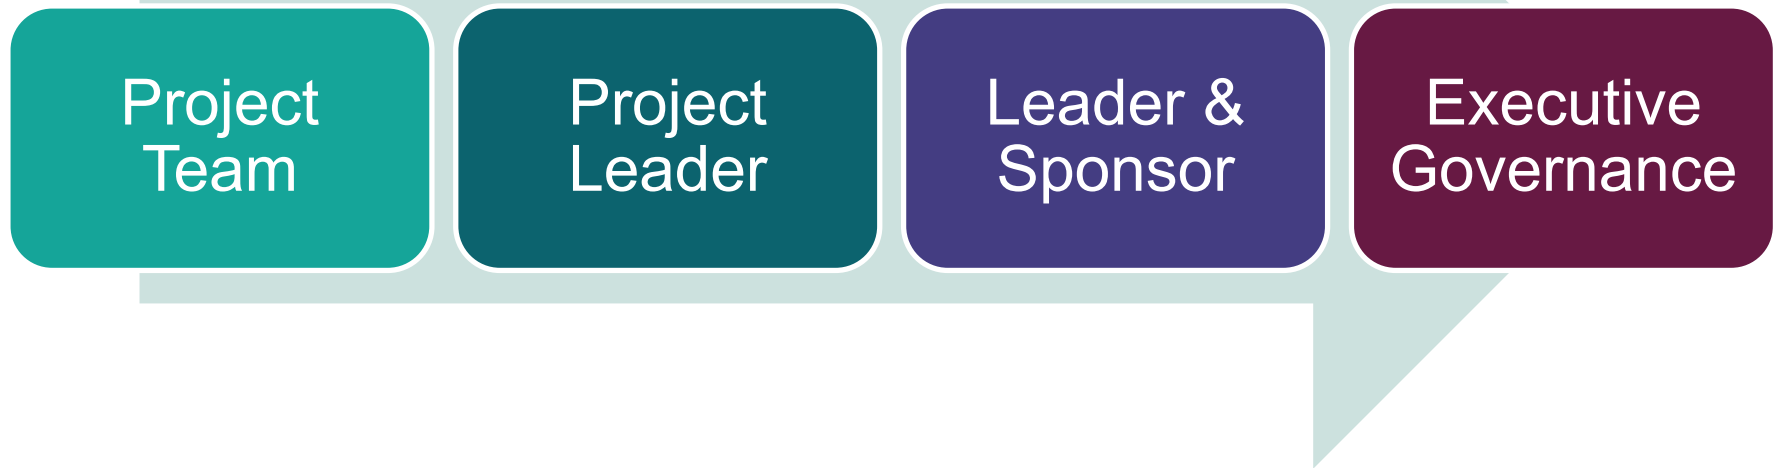 Project
Team
Project
Leader
Leader &
Sponsor
Executive
Governance